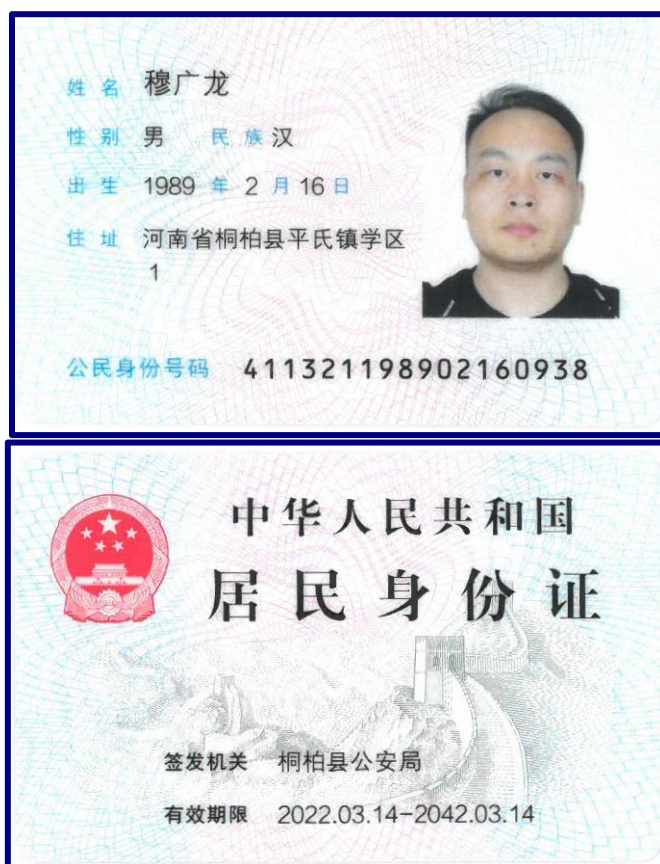 姓名 穆广龙
性别 男 民族 汉
出生 1989 年 2 月 16 日
住址 河南省桐柏县平氏镇学区
1
公民身份号码 411321198902160938
中华人民共和国
居民身份证
签发机关 桐柏县公安局
有效期限 2022.03.14-2042.03.14